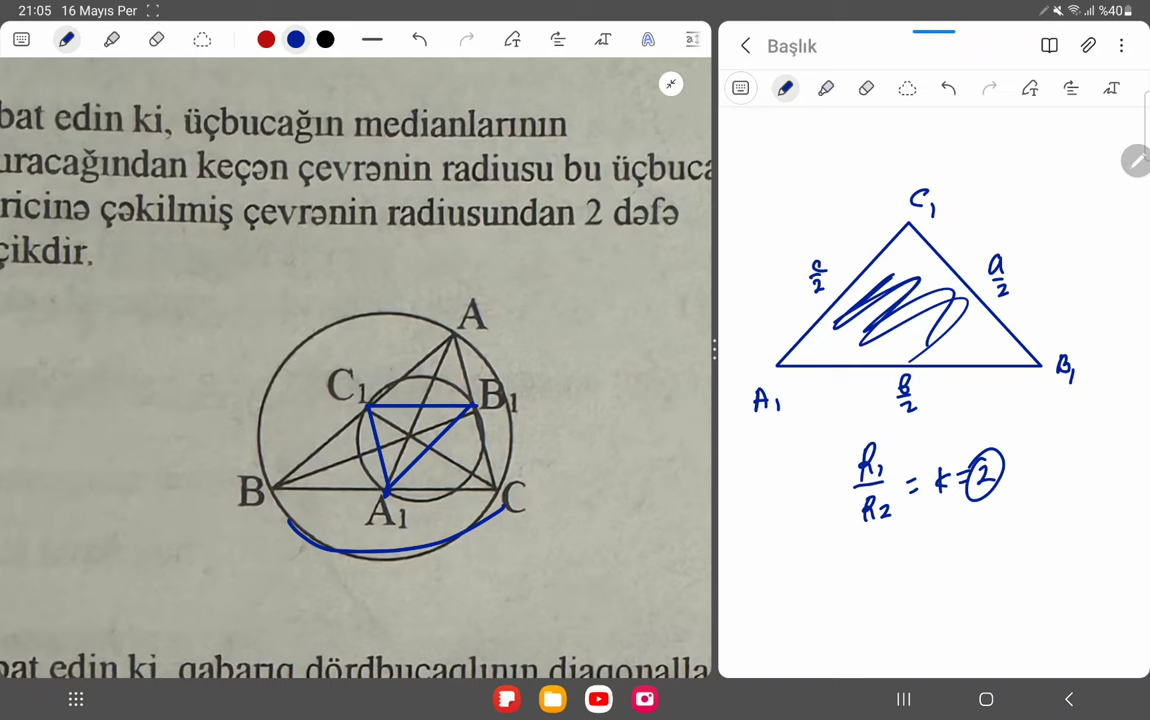 21:05 16 Mayıs Per
%40
Başlık
bat edin ki, üçbucağın medianlarının
uracağından keçən çevrənin radiusu bu üçbuca
ricinə çəkilmiş çevrənin radiusundan 2 dəfə
çikdir.
A
C₁
B₁
B
A₁
C
bat edin ki, qabarıq dördbucaqlının diaqonalla
C₁
c/2
a/2
A₁
B₁
B/2
R₁/R₂ = K = 2